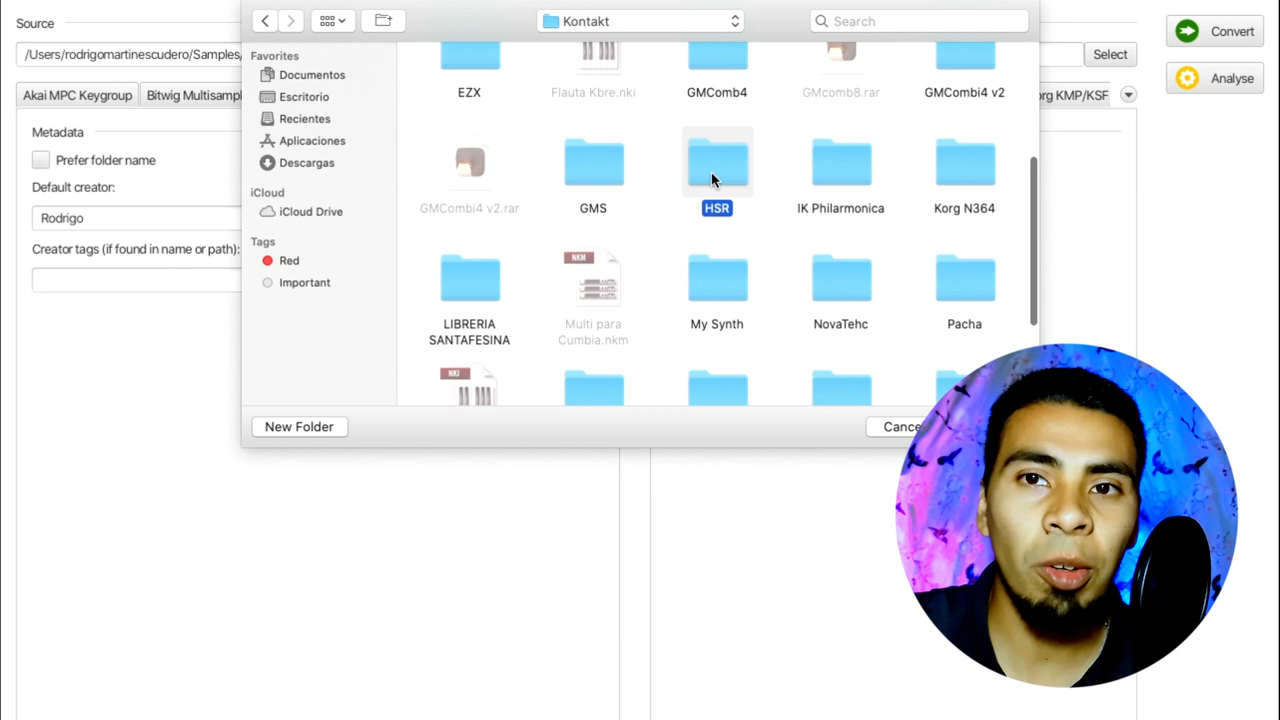 Source
/Users/rodrigomartinescudero/Samples/
Select
Convert
Analyse
Akai MPC Keygroup
Bitwig Multisampl
org KMP/KSF
Metadata
Prefer folder name
Default creator:
Rodrigo
Creator tags (if found in name or path):
Kontakt
Search
Favorites
Documentos
Escritorio
Recientes
Aplicaciones
Descargas
iCloud
iCloud Drive
Tags
Red
Important
EZX
Flauta Kbre.nki
GMComb4
GMcomb8.rar
GMCombi4 v2
GMCombi4 v2.rar
GMS
HSR
IK Philarmonica
Korg N364
LIBRERIA
SANTAFESINA
NKM
Multi para
Cumbia.nkm
My Synth
NovaTehc
Pacha
NKI
New Folder
Cance